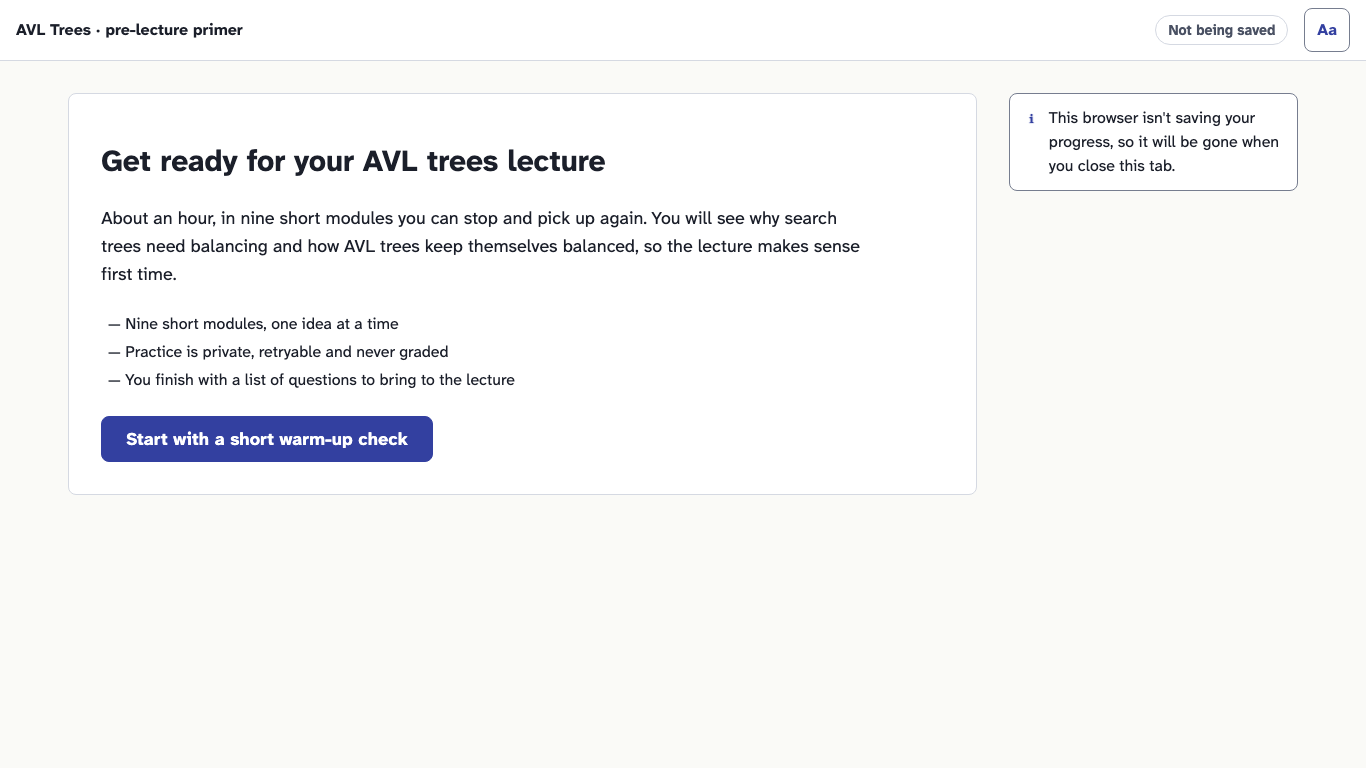 AVL Trees · pre-lecture primer
Not being saved
Aa
Get ready for your AVL trees lecture
About an hour, in nine short modules you can stop and pick up again. You will see why search
trees need balancing and how AVL trees keep themselves balanced, so the lecture makes sense
first time.
— Nine short modules, one idea at a time
— Practice is private, retryable and never graded
— You finish with a list of questions to bring to the lecture
Start with a short warm-up check
i This browser isn't saving your
progress, so it will be gone when
you close this tab.